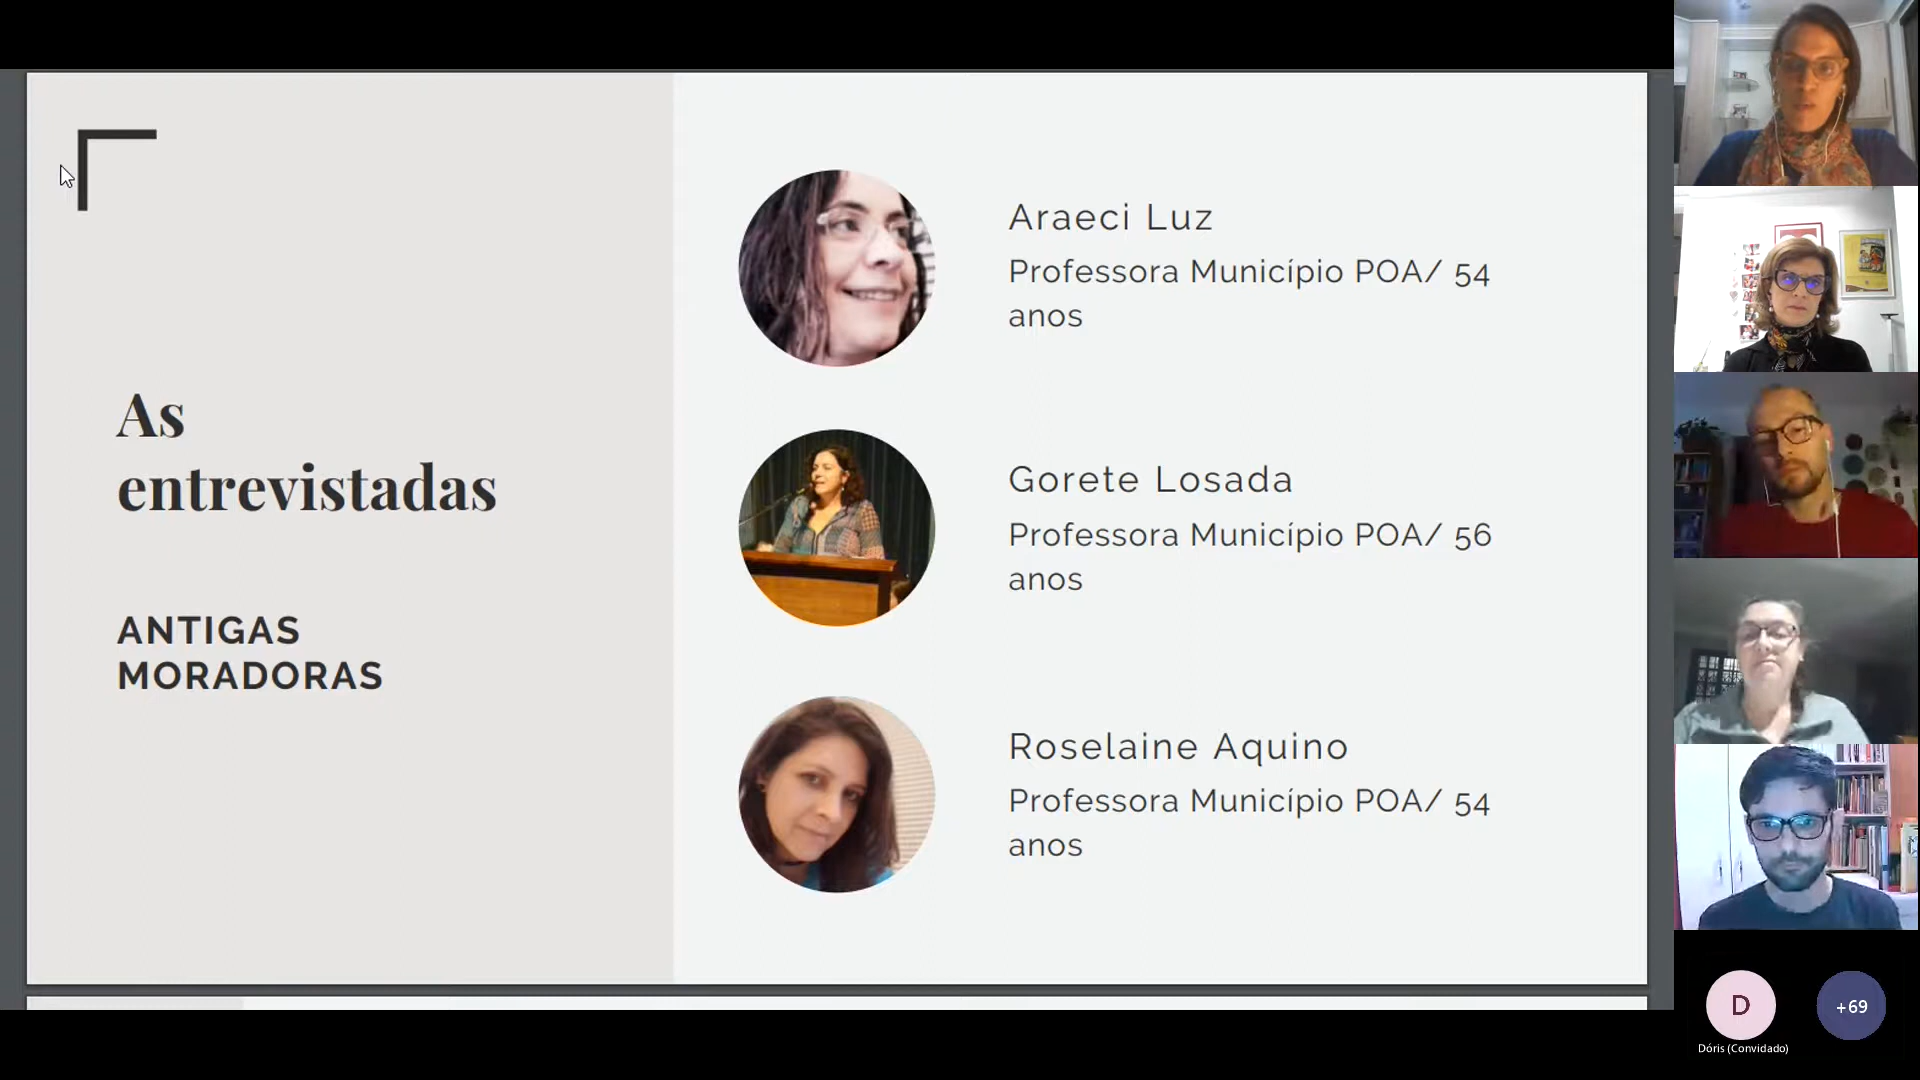 As
entrevistadas
ANTIGAS
MORADORAS
Araeci Luz
Professora Município POA/ 54
anos
Gorete Losada
Professora Município POA/ 56
anos
Roselaine Aquino
Professora Município POA/ 54
anos
D
+69
Dóris (Convidado)